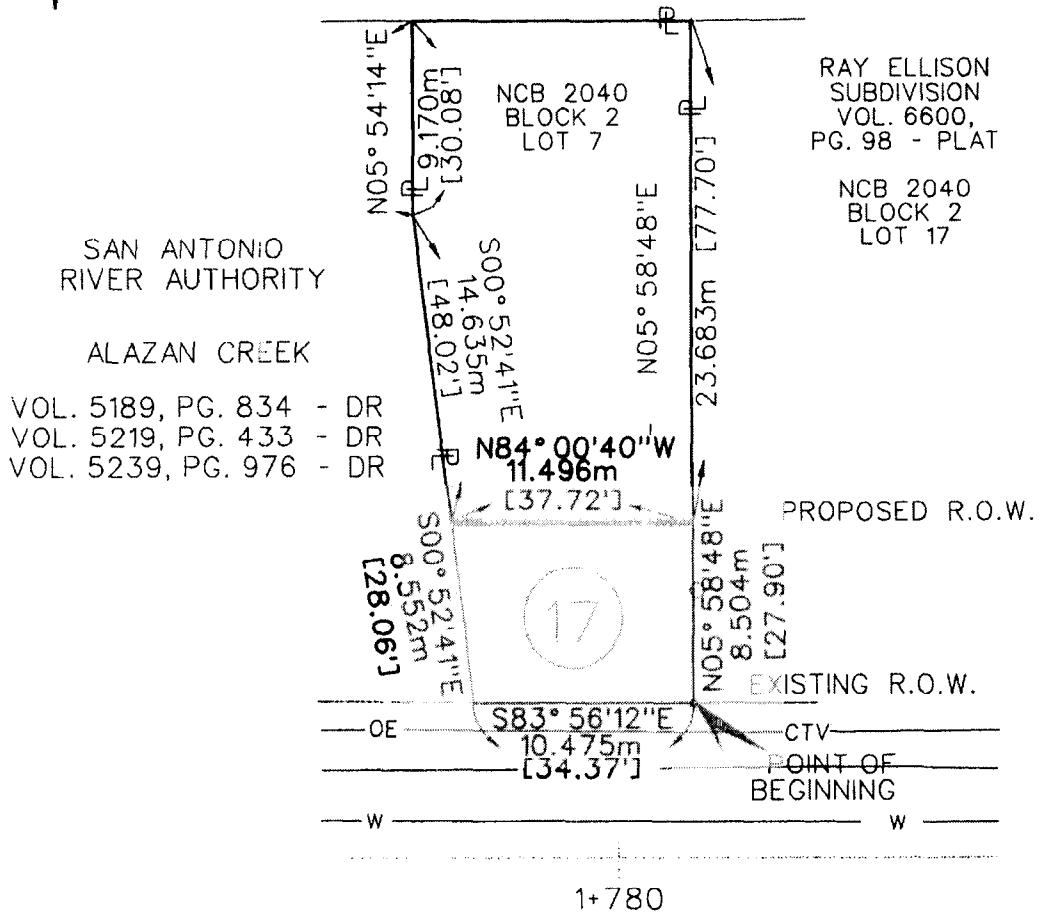 PL
N05°54'14"E
9.170m
[30.08']
NCB 2040
BLOCK 2
LOT 7
PL
RAY ELLISON
SUBDIVISION
VOL. 6600,
PG. 98 - PLAT
NCB 2040
BLOCK 2
LOT 17
PL
N05°58'48"E
23.683m [77.70']
SAN ANTONIO
RIVER AUTHORITY
ALAZAN CREEK
VOL. 5189, PG. 834 - DR
VOL. 5219, PG. 433 - DR
VOL. 5239, PG. 976 - DR
S00°52'41"E
14.635m
[48.02']
PL
N84°00'40"W
11.496m
[37.72']
PROPOSED R.O.W.
S00°52'41"E
8.552m
[28.06']
17
N05°58'48"E
8.504m
[27.90']
EXISTING R.O.W.
S83°56'12"E
10.475m
[34.37']
OE
CTV
POINT OF
BEGINNING
W
W
1+780